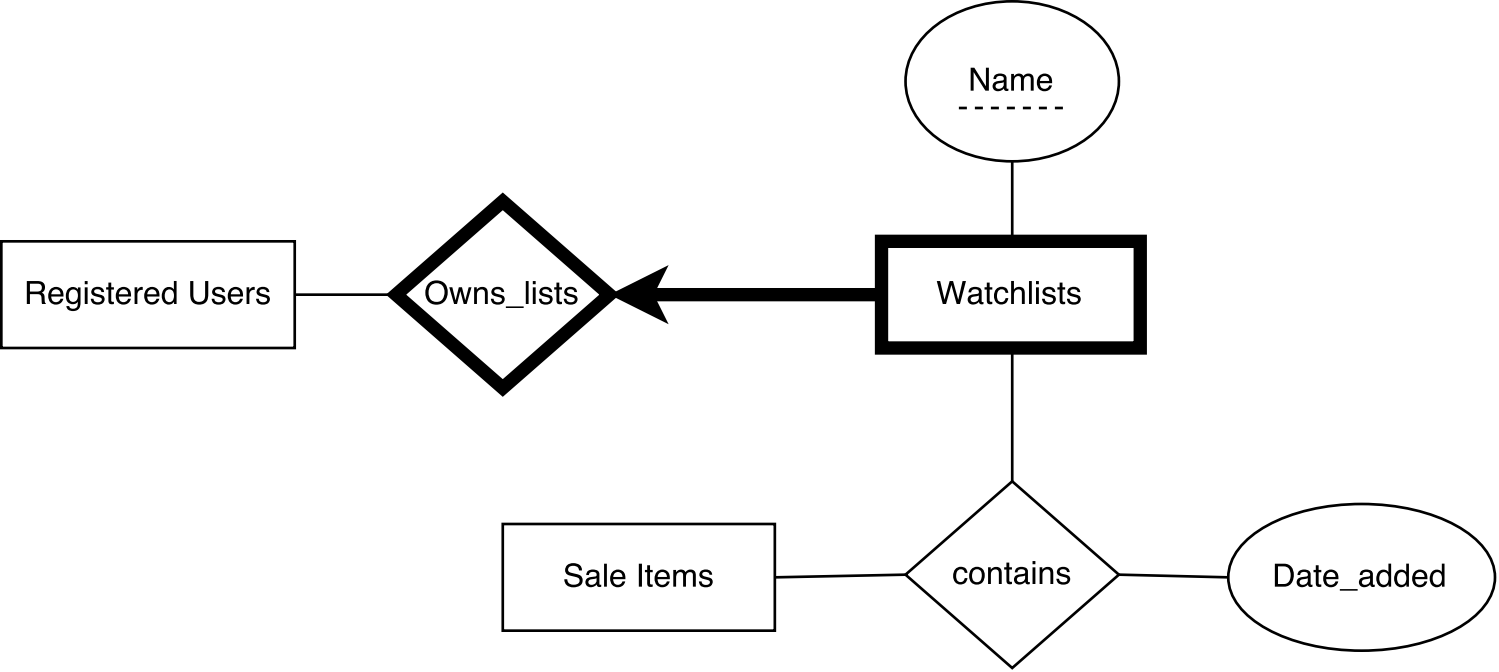 Name
Registered Users
Owns_lists
Watchlists
Sale Items
contains
Date_added